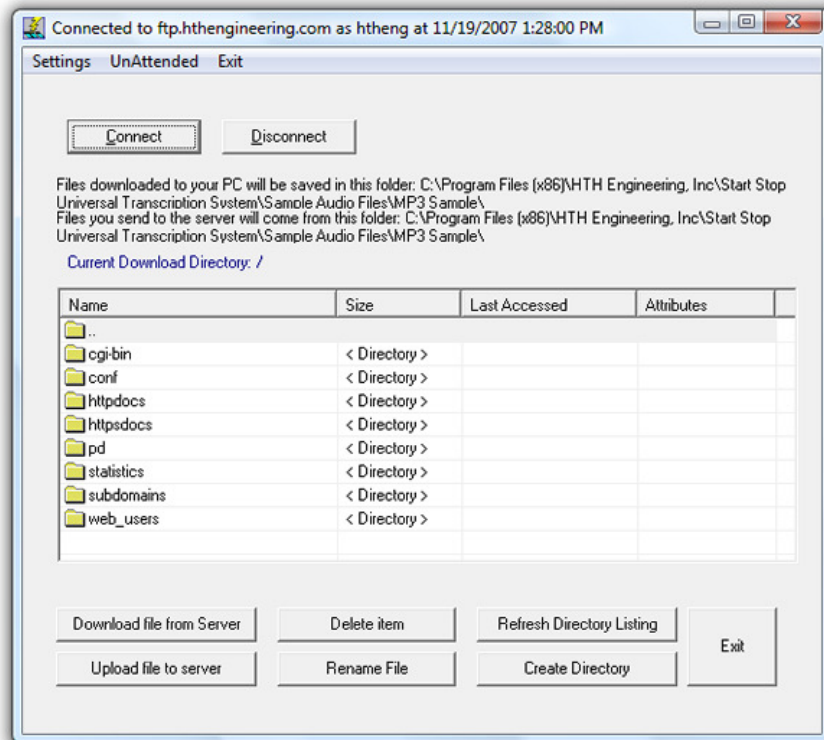 Connected to ftp.hthengineering.com as htheng at 11/19/2007 1:28:00 PM
Settings UnAttended Exit
Connect Disconnect
Files downloaded to your PC will be saved in this folder: C:\Program Files (x86)\HTH Engineering, Inc\Start Stop
Universal Transcription System\Sample Audio Files\MP3 Sample\
Files you send to the server will come from this folder: C:\Program Files (x86)\HTH Engineering, Inc\Start Stop
Universal Transcription System\Sample Audio Files\MP3 Sample\
Current Download Directory: /
Name Size Last Accessed Attributes
..
cgi-bin < Directory >
conf < Directory >
httpdocs < Directory >
httpsdocs < Directory >
pd < Directory >
statistics < Directory >
subdomains < Directory >
web_users < Directory >
Download file from Server Delete item Refresh Directory Listing
Exit
Upload file to server Rename File Create Directory